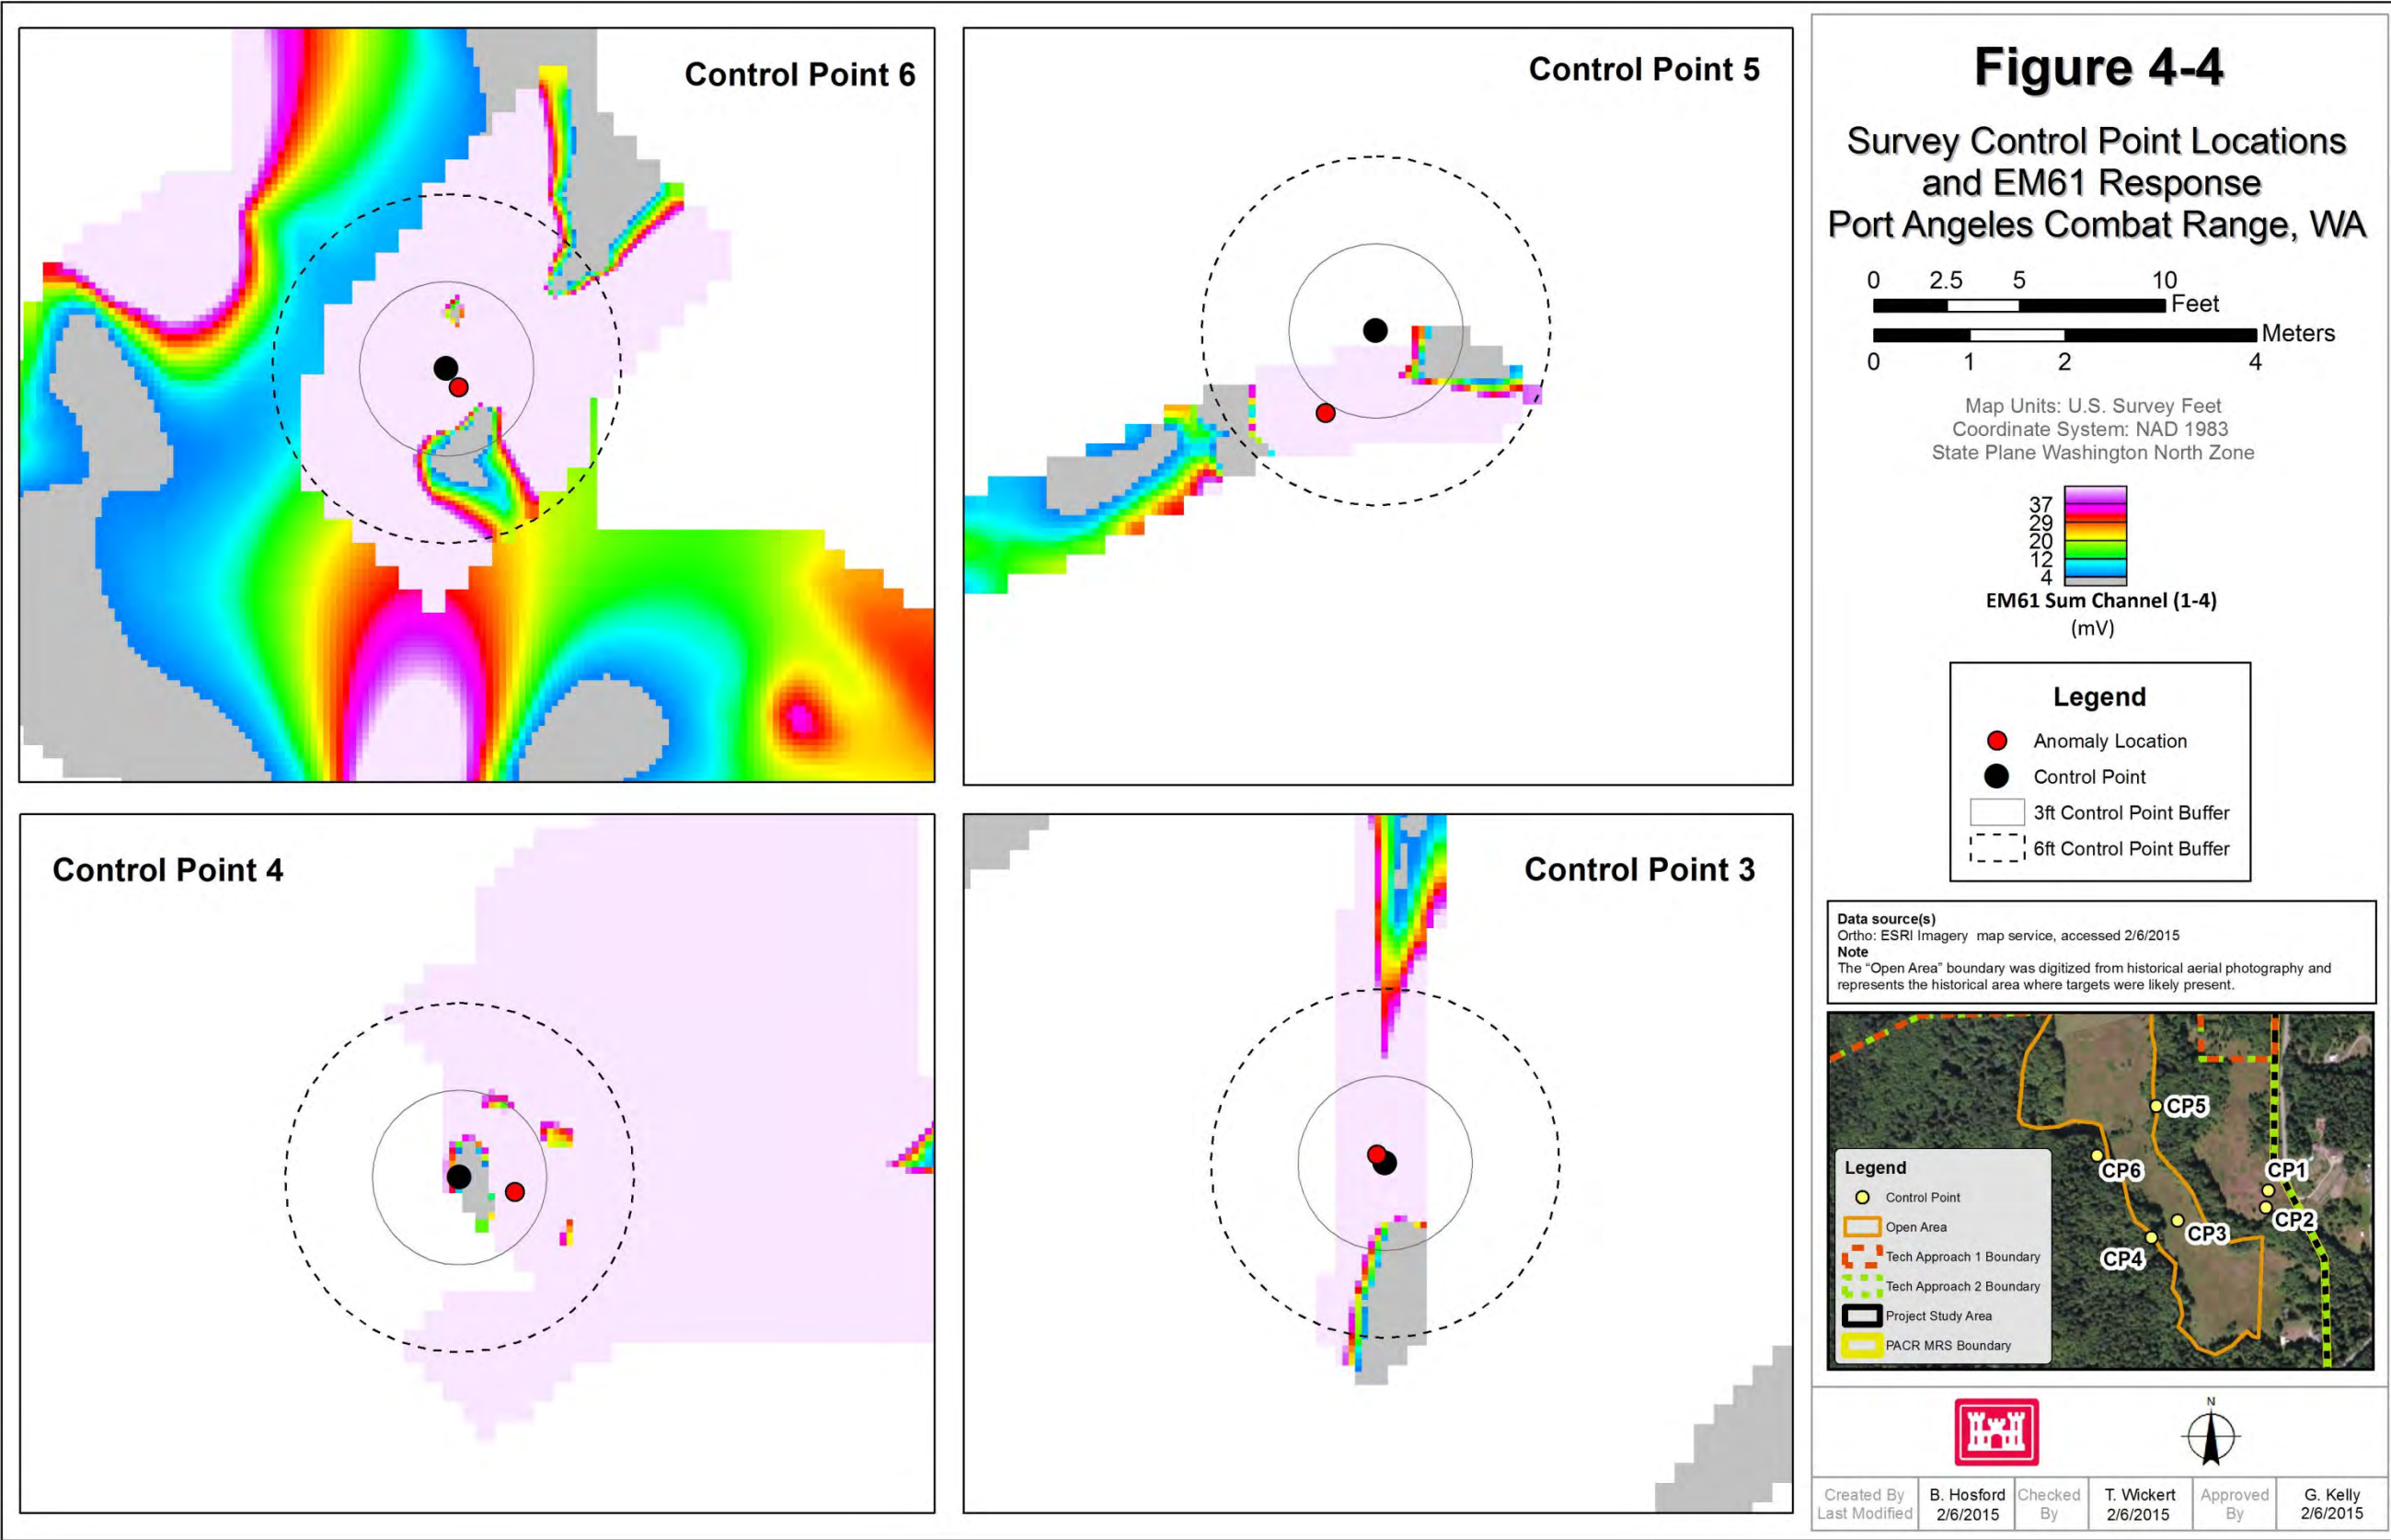 Control Point 6
Control Point 5
Control Point 4
Control Point 3
Figure 4-4
Survey Control Point Locations
and EM61 Response
Port Angeles Combat Range, WA
0 2.5 5 10
Feet
Meters
0 1 2 4
Map Units: U.S. Survey Feet
Coordinate System: NAD 1983
State Plane Washington North Zone
37
29
20
12
4
EM61 Sum Channel (1-4)
(mV)
Legend
Anomaly Location
Control Point
3ft Control Point Buffer
6ft Control Point Buffer
Data source(s)
Ortho: ESRI Imagery map service, accessed 2/6/2015
Note
The “Open Area” boundary was digitized from historical aerial photography and
represents the historical area where targets were likely present.
CP5
CP6
CP1
CP2
CP3
CP4
Legend
Control Point
Open Area
Tech Approach 1 Boundary
Tech Approach 2 Boundary
Project Study Area
PACR MRS Boundary
N
Created By B. Hosford Checked T. Wickert Approved G. Kelly
Last Modified 2/6/2015 By 2/6/2015 By 2/6/2015